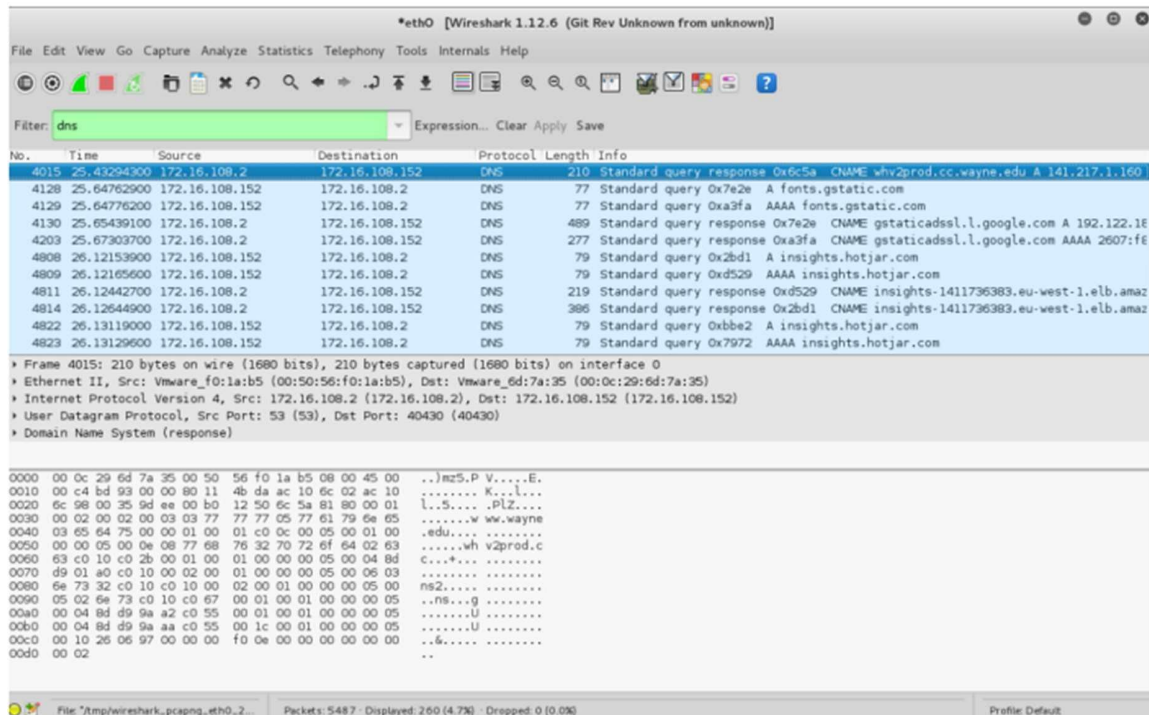 *eth0 [Wireshark 1.12.6 (Git Rev Unknown from unknown)]
File Edit View Go Capture Analyze Statistics Telephony Tools Internals Help
Filter: dns Expression... Clear Apply Save
No. Time Source Destination Protocol Length Info
4015 25.43294300 172.16.108.2 172.16.108.152 DNS 210 Standard query response 0x6c5a CNAME whv2prod.cc.wayne.edu A 141.217.1.160
4128 25.64762900 172.16.108.152 172.16.108.2 DNS 77 Standard query 0x7e2e A fonts.gstatic.com
4129 25.64776200 172.16.108.152 172.16.108.2 DNS 77 Standard query 0xa3fa AAAA fonts.gstatic.com
4130 25.65439100 172.16.108.2 172.16.108.152 DNS 489 Standard query response 0x7e2e CNAME gstaticadssl.l.google.com A 192.122.18
4203 25.67303700 172.16.108.2 172.16.108.152 DNS 277 Standard query response 0xa3fa CNAME gstaticadssl.l.google.com AAAA 2607:f8
4808 26.12153900 172.16.108.152 172.16.108.2 DNS 79 Standard query 0x2bd1 A insights.hotjar.com
4809 26.12165600 172.16.108.152 172.16.108.2 DNS 79 Standard query 0xd529 AAAA insights.hotjar.com
4811 26.12442700 172.16.108.2 172.16.108.152 DNS 219 Standard query response 0xd529 CNAME insights-1411736383.eu-west-1.elb.amaz
4814 26.12644900 172.16.108.2 172.16.108.152 DNS 386 Standard query response 0x2bd1 CNAME insights-1411736383.eu-west-1.elb.amaz
4822 26.13119000 172.16.108.152 172.16.108.2 DNS 79 Standard query 0xbbe2 A insights.hotjar.com
4823 26.13129600 172.16.108.152 172.16.108.2 DNS 79 Standard query 0x7972 AAAA insights.hotjar.com
Frame 4015: 210 bytes on wire (1680 bits), 210 bytes captured (1680 bits) on interface 0
Ethernet II, Src: Vmware_f0:1a:b5 (00:50:56:f0:1a:b5), Dst: Vmware_6d:7a:35 (00:0c:29:6d:7a:35)
Internet Protocol Version 4, Src: 172.16.108.2 (172.16.108.2), Dst: 172.16.108.152 (172.16.108.152)
User Datagram Protocol, Src Port: 53 (53), Dst Port: 40430 (40430)
Domain Name System (response)
0000 00 0c 29 6d 7a 35 00 50 56 f0 1a b5 08 00 45 00 ..)mz5.P V.....E.
0010 00 c4 bd 93 00 00 80 11 4b da ac 10 6c 02 ac 10 ........ K...l...
0020 6c 98 00 35 9d ee 00 b0 12 50 6c 5a 81 80 00 01 l..5.... .PlZ....
0030 00 02 00 02 00 03 03 77 77 77 05 77 61 79 6e 65 .......w ww.wayne
0040 03 65 64 75 00 00 01 00 01 c0 0c 00 05 00 01 00 .edu.... ........
0050 00 00 05 00 0e 08 77 68 76 32 70 72 6f 64 02 63 ......wh v2prod.c
0060 63 c0 10 c0 2b 00 01 00 01 00 00 00 05 00 04 8d c...+... ........
0070 d9 01 a0 c0 10 00 02 00 01 00 00 00 05 00 06 03 ........ ........
0080 6e 73 32 c0 10 c0 10 00 02 00 01 00 00 00 05 00 ns2..... ........
0090 05 02 6e 73 c0 10 c0 67 00 01 00 01 00 00 00 05 ..ns...g ........
00a0 00 04 8d d9 9a a2 c0 55 00 01 00 01 00 00 00 05 .......U ........
00b0 00 04 8d d9 9a aa c0 55 00 1c 00 01 00 00 00 05 .......U ........
00c0 00 10 26 06 97 00 00 00 f0 0e 00 00 00 00 00 00 ..&..... ........
00d0 00 02 ..
File: "/tmp/wireshark_pcapng_eth0_2... Packets: 5487 · Displayed: 260 (4.7%) · Dropped: 0 (0.0%) Profile: Default